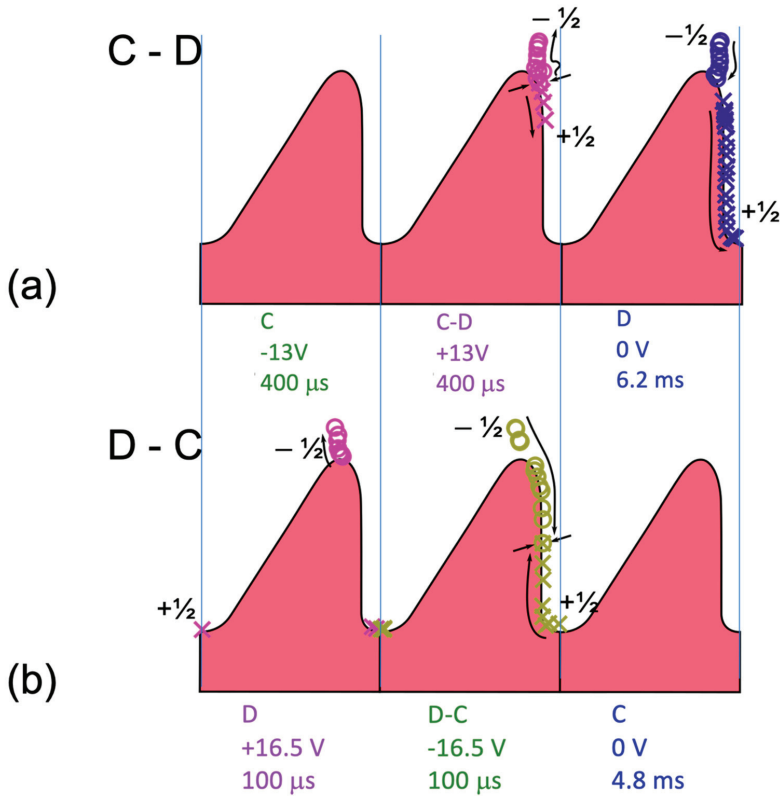 C - D
− ½
+½
− ½
+½
(a)
C
-13V
400 μs
C-D
+13V
400 μs
D
0 V
6.2 ms
D - C
− ½
+½
− ½
+½
(b)
D
+16.5 V
100 μs
D-C
-16.5 V
100 μs
C
0 V
4.8 ms